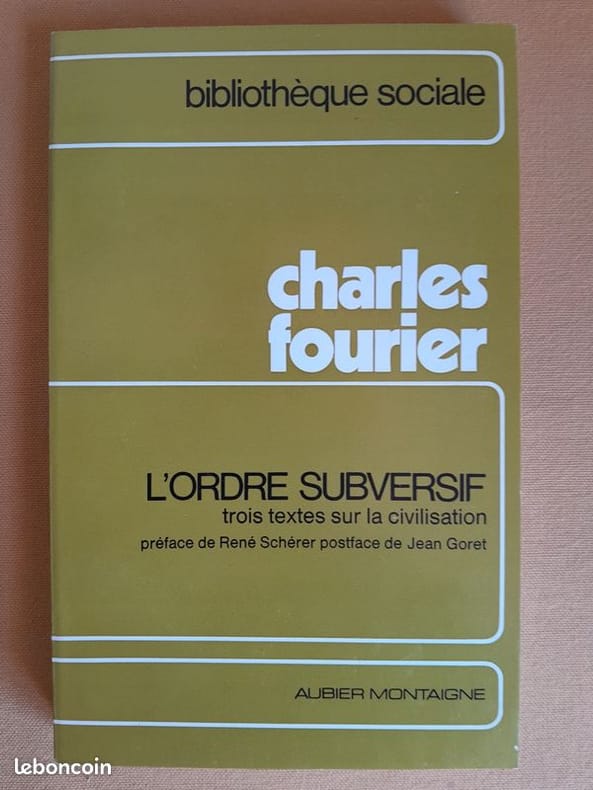 bibliothèque sociale
charles
fourier
L'ORDRE SUBVERSIF
trois textes sur la civilisation
préface de René Schérer postface de Jean Goret
AUBIER MONTAIGNE
leboncoin